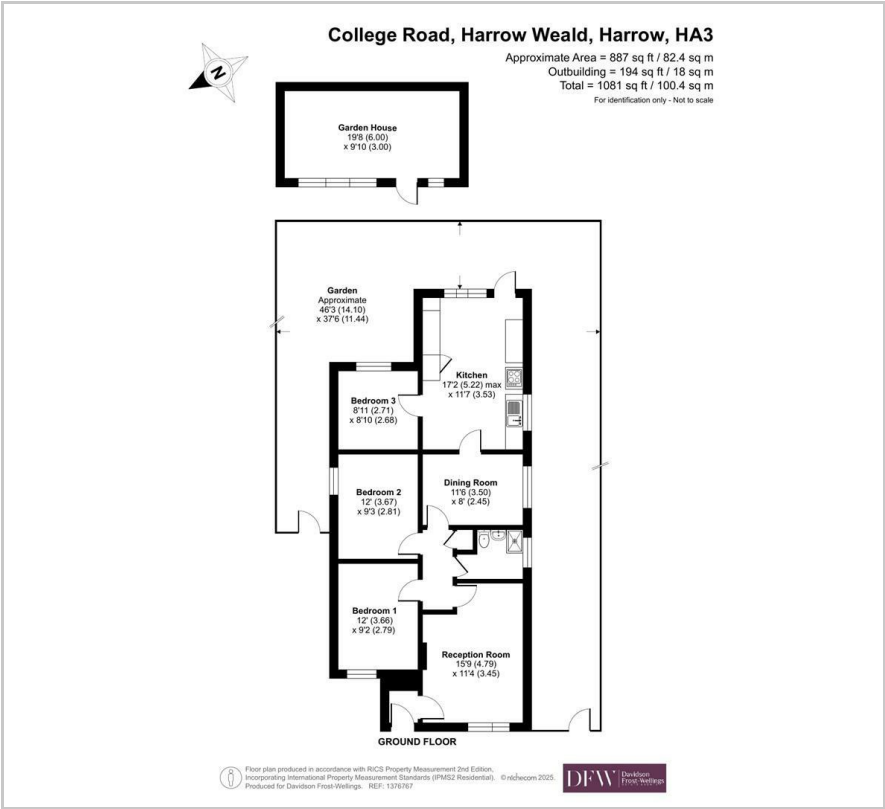 College Road, Harrow Weald, Harrow, HA3
Approximate Area = 887 sq ft / 82.4 sq m
Outbuilding = 194 sq ft / 18 sq m
Total = 1081 sq ft / 100.4 sq m
For identification only - Not to scale
N
Garden House
19'8 (6.00)
x 9'10 (3.00)
Garden
Approximate
46'3 (14.10)
x 37'6 (11.44)
Kitchen
17'2 (5.22) max
x 11'7 (3.53)
Bedroom 3
8'11 (2.71)
x 8'10 (2.68)
Dining Room
11'6 (3.50)
x 8' (2.45)
Bedroom 2
12' (3.67)
x 9'3 (2.81)
Bedroom 1
12' (3.66)
x 9'2 (2.79)
Reception Room
15'9 (4.79)
x 11'4 (3.45)
GROUND FLOOR
Floor plan produced in accordance with RICS Property Measurement 2nd Edition,
Incorporating International Property Measurement Standards (IPMS2 Residential). © nichecom 2025.
Produced for Davidson Frost-Wellings. REF: 1376767
DFW
Davidson
Frost-Wellings